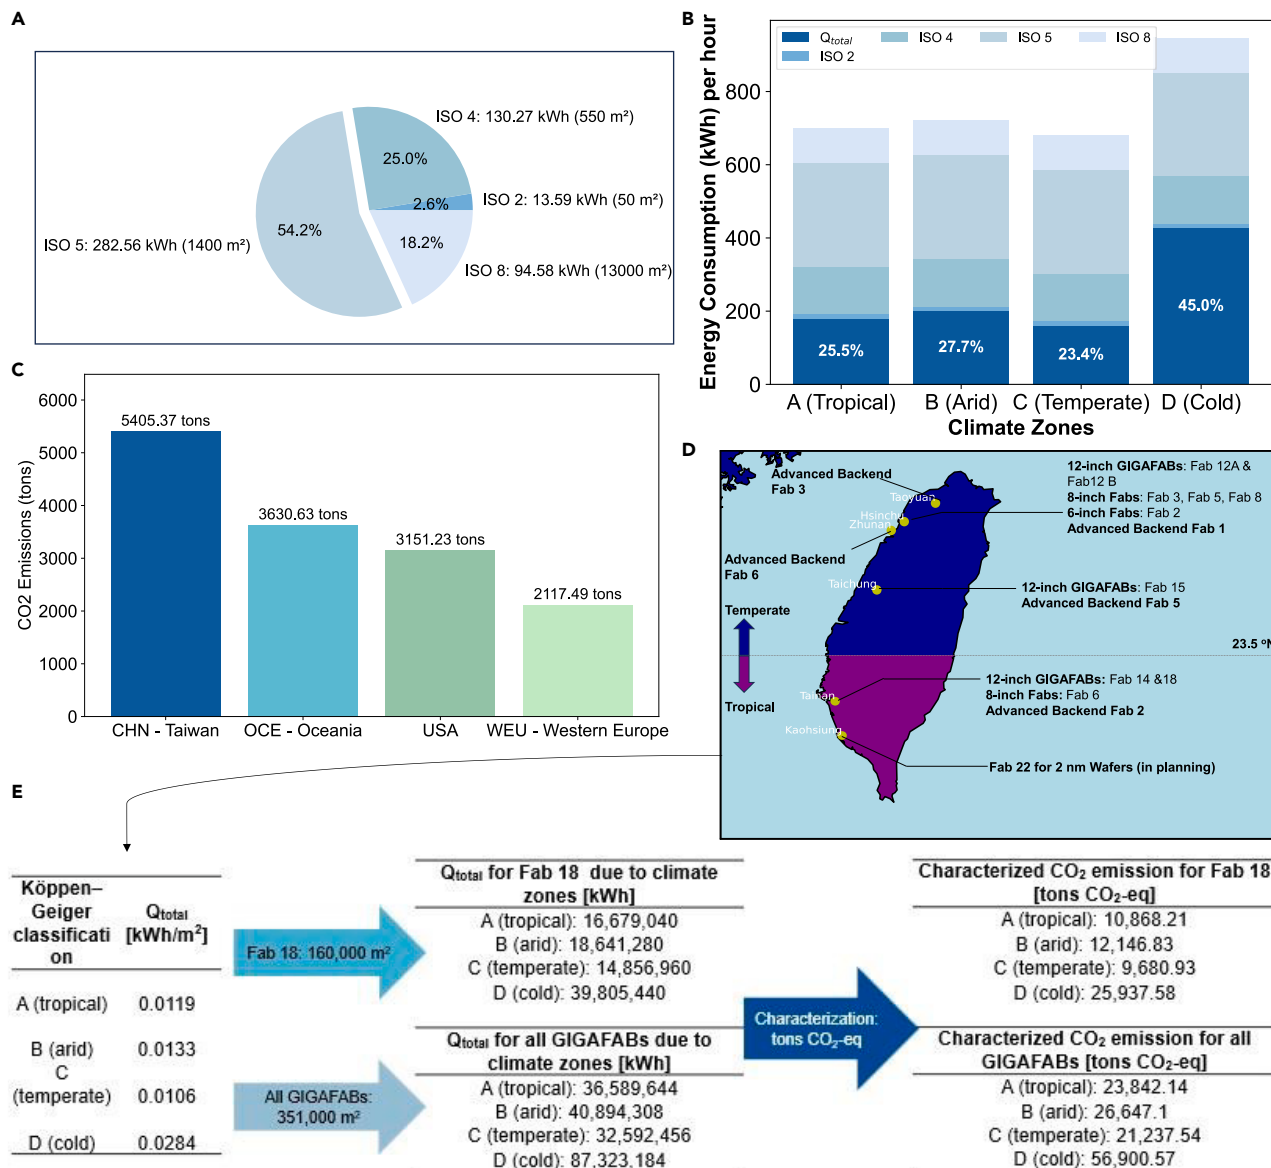 A
ISO 4: 130.27 kWh (550 m²)
25.0%
2.6%
ISO 2: 13.59 kWh (50 m²)
54.2%
18.2%
ISO 5: 282.56 kWh (1400 m²)
ISO 8: 94.58 kWh (13000 m²)
B
Energy Consumption (kWh) per hour
Qtotal
ISO 2
ISO 4
ISO 5
ISO 8
800
600
400
200
0
25.5%
27.7%
23.4%
45.0%
A (Tropical)
B (Arid)
C (Temperate)
D (Cold)
Climate Zones
C
CO2 Emissions (tons)
6000
5000
4000
3000
2000
1000
0
5405.37 tons
3630.63 tons
3151.23 tons
2117.49 tons
CHN - Taiwan
OCE - Oceania
USA
WEU - Western Europe
D
Advanced Backend
Fab 3
12-inch GIGAFABs: Fab 12A &
Fab12 B
8-inch Fabs: Fab 3, Fab 5, Fab 8
6-inch Fabs: Fab 2
Advanced Backend Fab 1
Taoyuan
Hsinchu
Zhunan
Advanced Backend
Fab 6
Taichung
12-inch GIGAFABs: Fab 15
Advanced Backend Fab 5
Temperate
23.5 °N
Tropical
12-inch GIGAFABs: Fab 14 &18
8-inch Fabs: Fab 6
Advanced Backend Fab 2
Tainan
Kaohsiung
Fab 22 for 2 nm Wafers (in planning)
E
Köppen–
Geiger
classificati
on
Qtotal
[kWh/m²]
A (tropical) 0.0119
B (arid) 0.0133
C
(temperate) 0.0106
D (cold) 0.0284
Fab 18: 160,000 m²
All GIGAFABs:
351,000 m²
Qtotal for Fab 18 due to climate
zones [kWh]
A (tropical): 16,679,040
B (arid): 18,641,280
C (temperate): 14,856,960
D (cold): 39,805,440
Qtotal for all GIGAFABs due to
climate zones [kWh]
A (tropical): 36,589,644
B (arid): 40,894,308
C (temperate): 32,592,456
D (cold): 87,323,184
Characterization:
tons CO₂-eq
Characterized CO₂ emission for Fab 18
[tons CO₂-eq]
A (tropical): 10,868.21
B (arid): 12,146.83
C (temperate): 9,680.93
D (cold): 25,937.58
Characterized CO₂ emission for all
GIGAFABs [tons CO₂-eq]
A (tropical): 23,842.14
B (arid): 26,647.1
C (temperate): 21,237.54
D (cold): 56,900.57